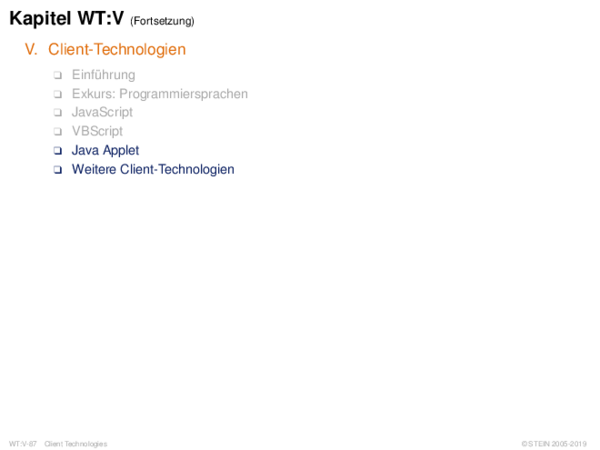 Kapitel WT:V (Fortsetzung)
V. Client-Technologien
❑ Einführung
❑ Exkurs: Programmiersprachen
❑ JavaScript
❑ VBScript
❑ Java Applet
❑ Weitere Client-Technologien
WT:V-87 Client Technologies © STEIN 2005-2019